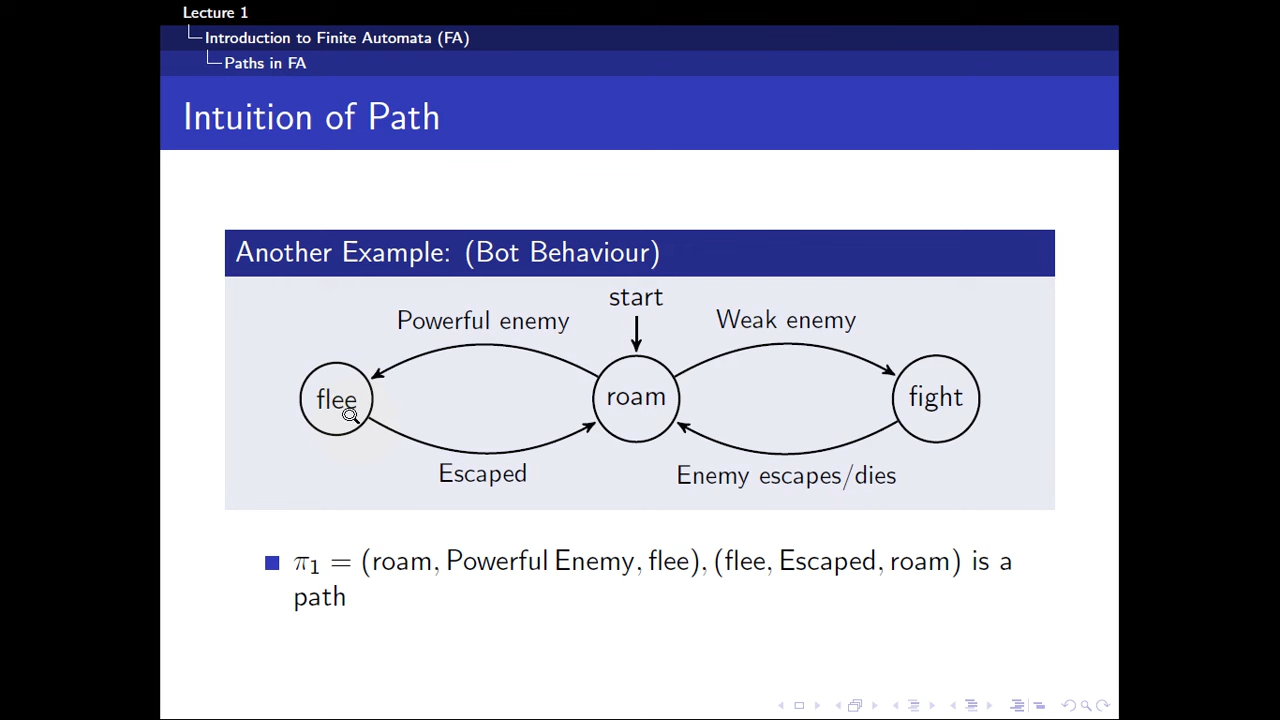 Lecture 1
Introduction to Finite Automata (FA)
Paths in FA
Intuition of Path
Another Example: (Bot Behaviour)
start
Powerful enemy
Weak enemy
flee
roam
fight
Escaped
Enemy escapes/dies
π₁ = (roam, Powerful Enemy, flee), (flee, Escaped, roam) is a
path